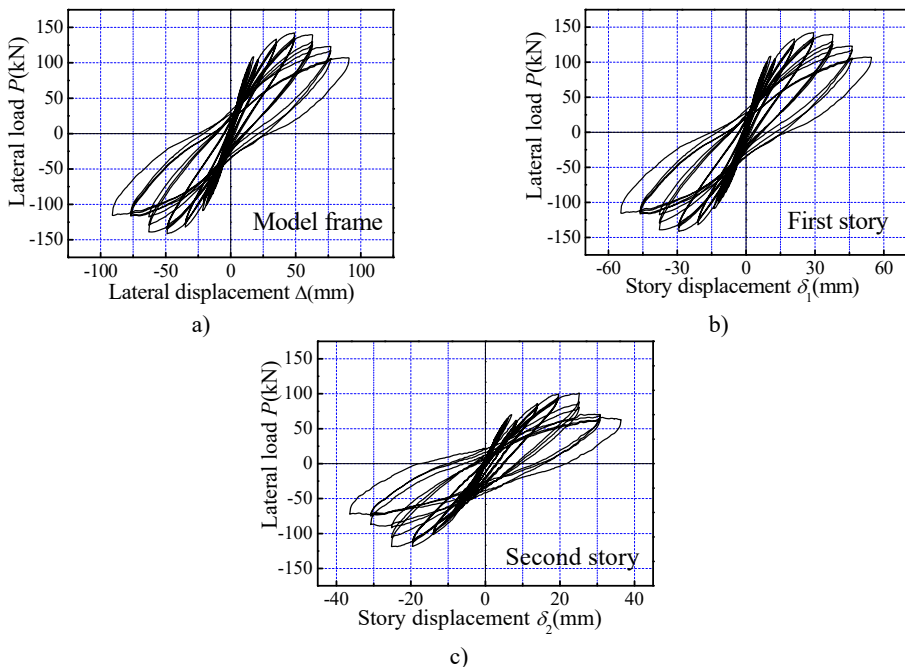 150
100
50
0
-50
-100
-150
Lateral load P(kN)
Model frame
-100 -50 0 50 100
Lateral displacement Δ(mm)
a)
150
100
50
0
-50
-100
-150
Lateral load P(kN)
First story
-60 -30 0 30 60
Story displacement δ1(mm)
b)
150
100
50
0
-50
-100
-150
Lateral load P(kN)
Second story
-40 -20 0 20 40
Story displacement δ2(mm)
c)